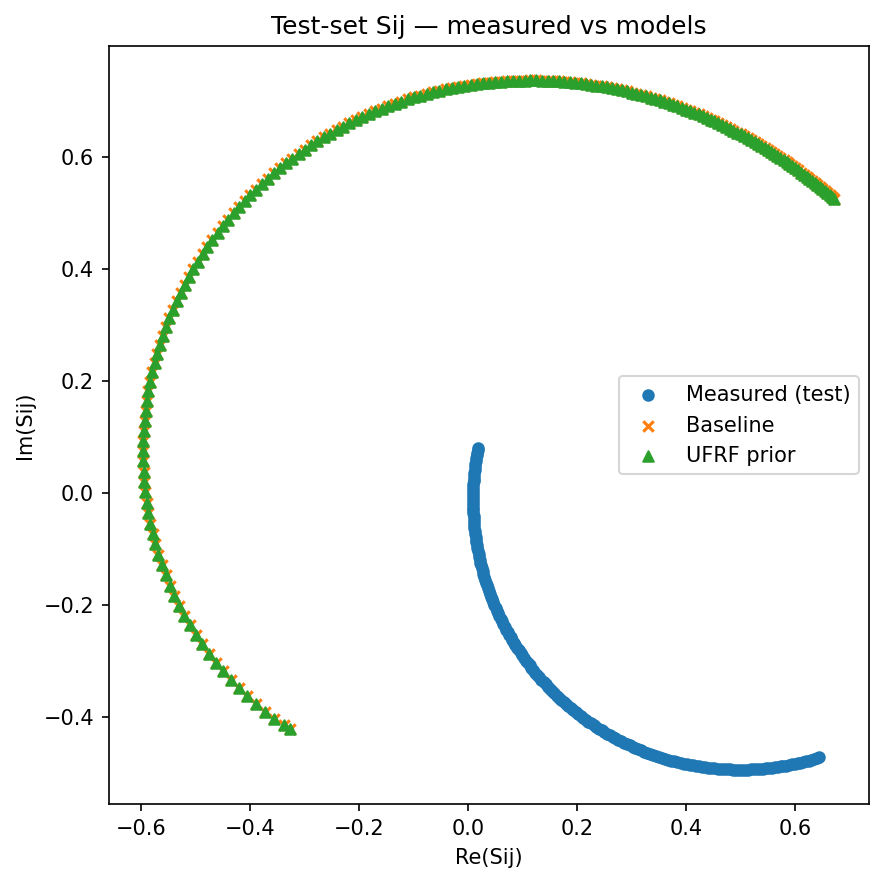 Test-set Sij — measured vs models
Im(Sij)
0.6
0.4
0.2
0.0
−0.2
−0.4
Measured (test)
Baseline
UFRF prior
−0.6
−0.4
−0.2
0.0
0.2
0.4
0.6
Re(Sij)